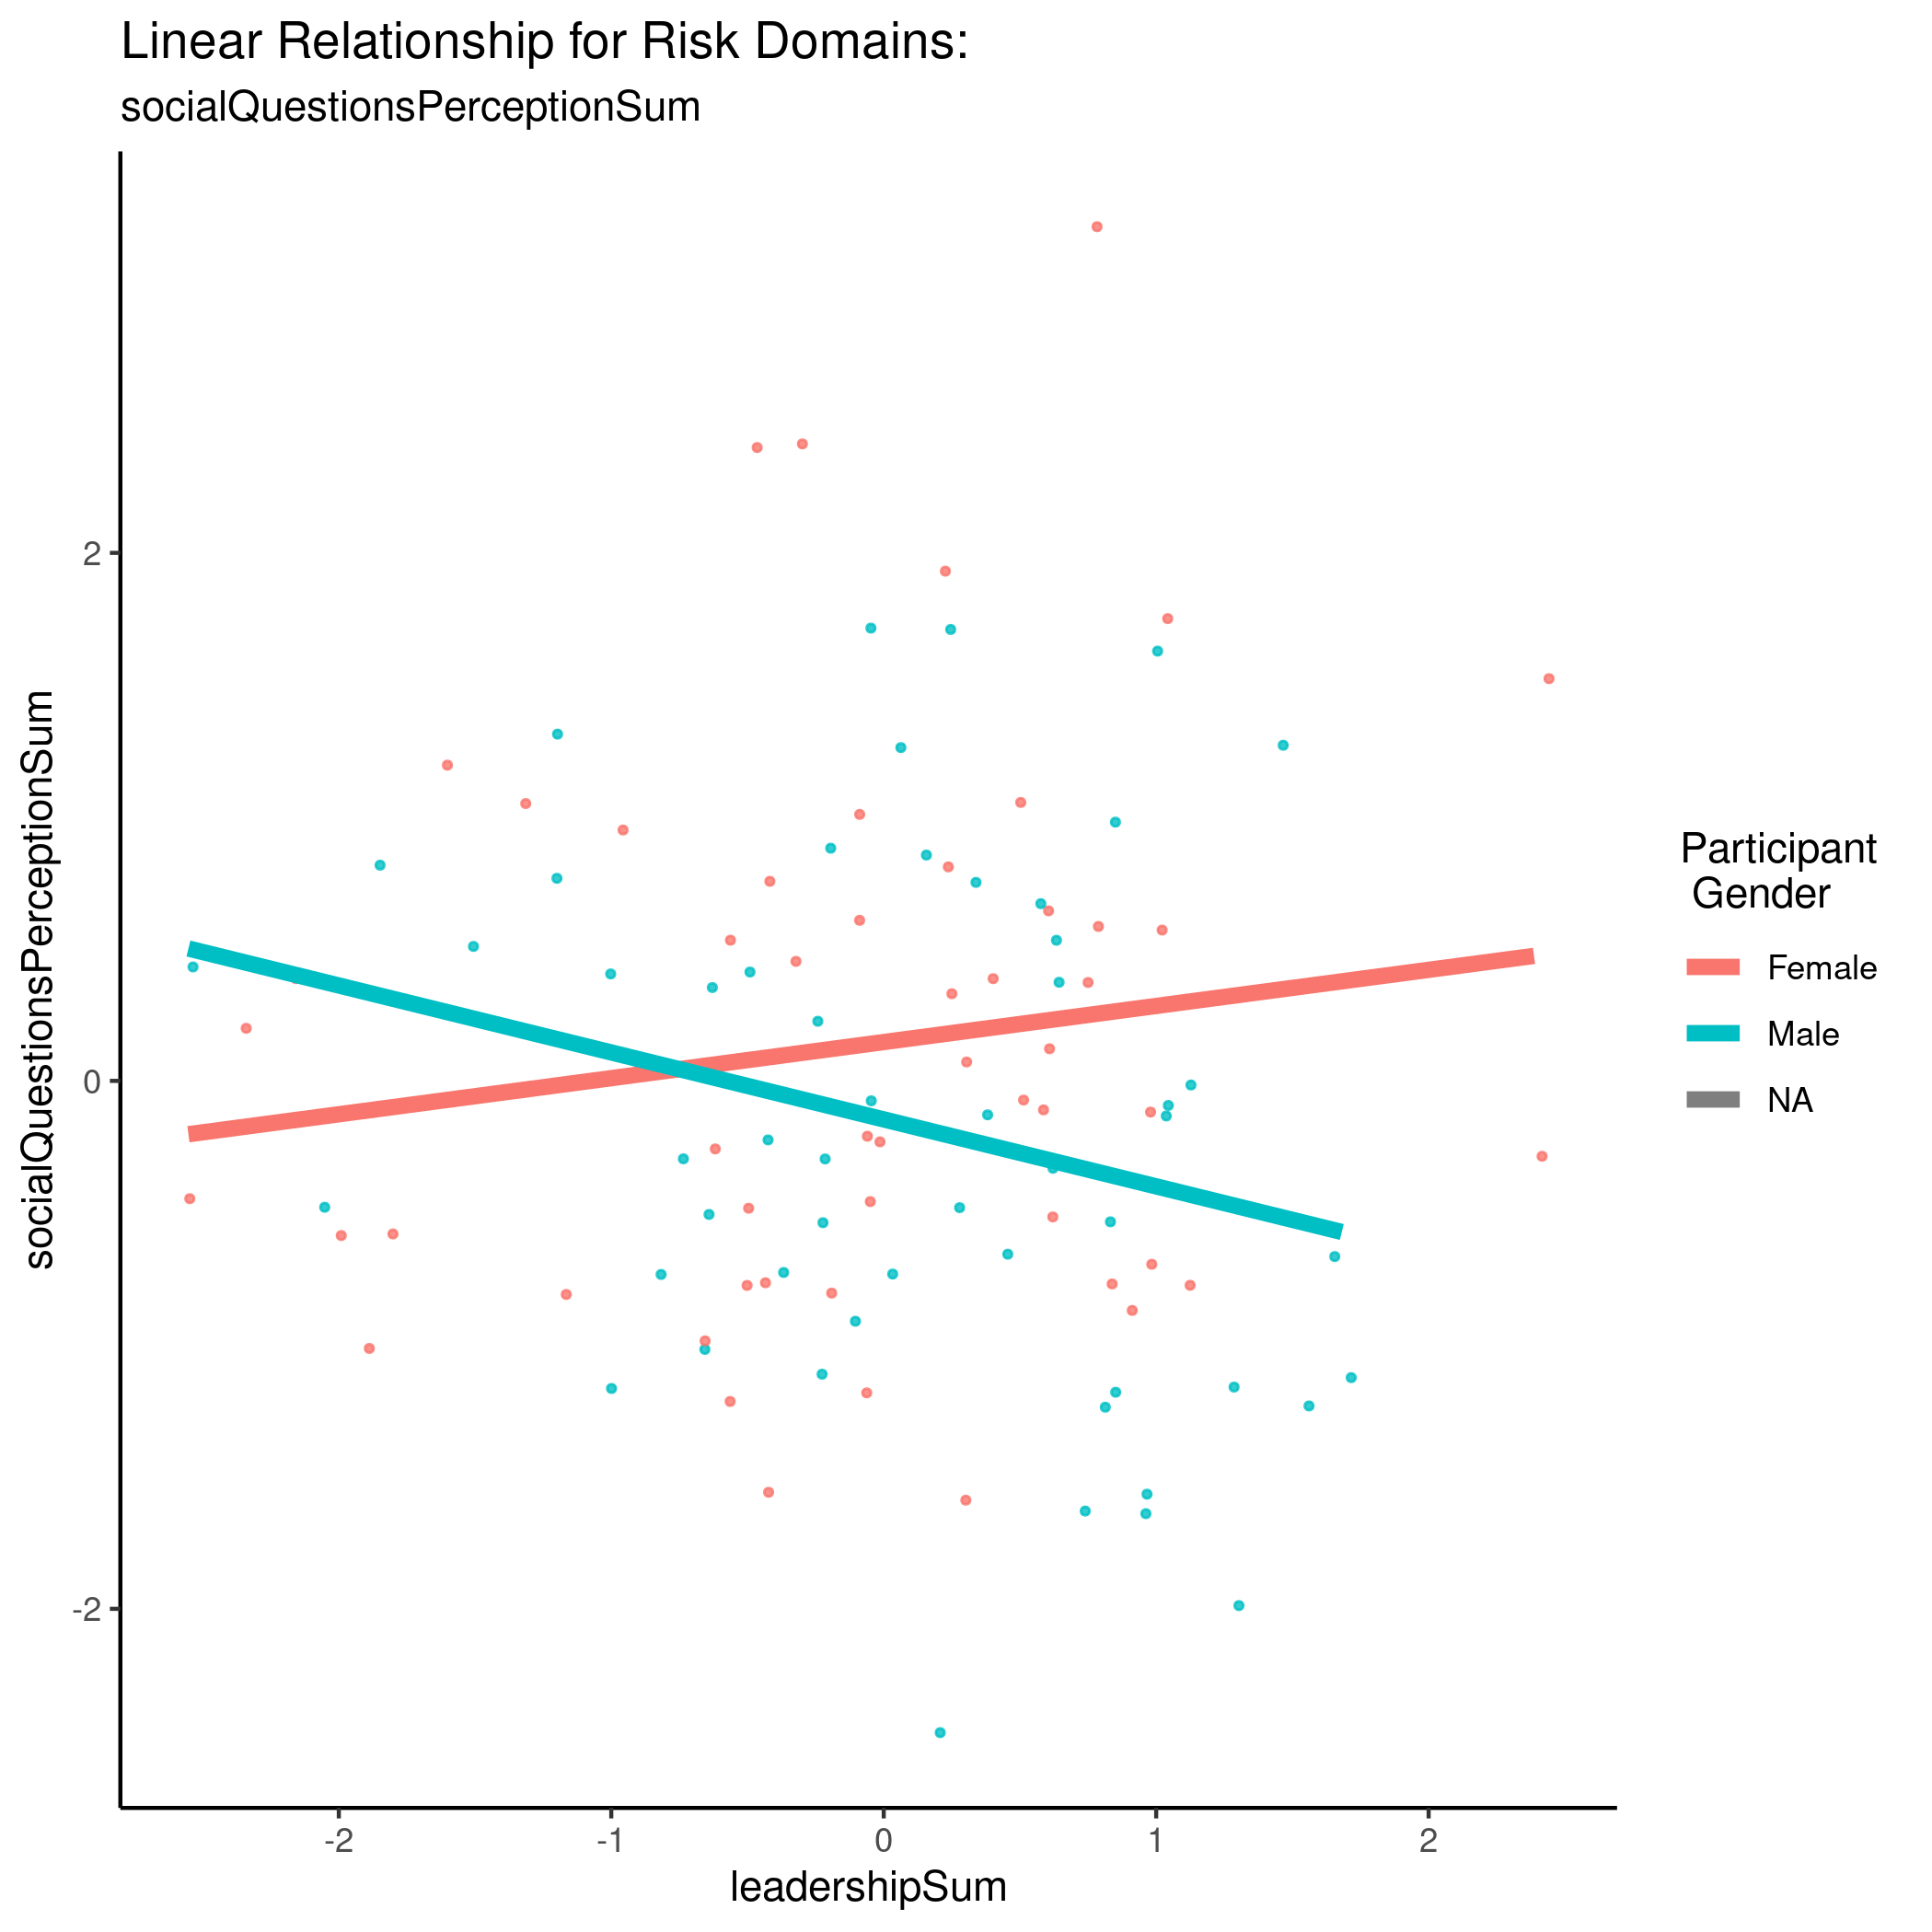 Linear Relationship for Risk Domains:
socialQuestionsPerceptionSum
socialQuestionsPerceptionSum
2
0
-2
-2
-1
0
1
2
leadershipSum
Participant
Gender
Female
Male
NA